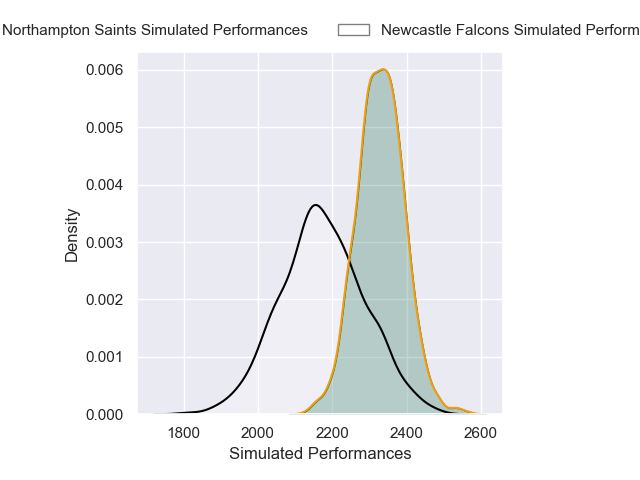 Northampton Saints Simulated Performances
Newcastle Falcons Simulated Perform
0.006
0.005
0.004
0.003
0.002
0.001
0.000
Density
1800 2000 2200 2400 2600
Simulated Performances